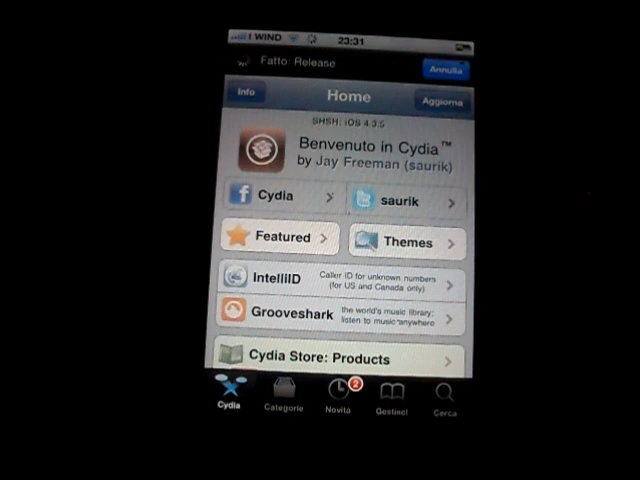 I WIND 23:31
Fatto: Release Annulla
Info Home Aggiorna
SHSH: iOS 4.3.5
Benvenuto in Cydia™
by Jay Freeman (saurik)
Cydia saurik
Featured Themes
IntelliID Caller ID for unknown numbers
(for US and Canada only)
Grooveshark the world's music library:
listen to music anywhere
Cydia Store: Products
2
Cydia Categorie Novità Gestisci Cerca